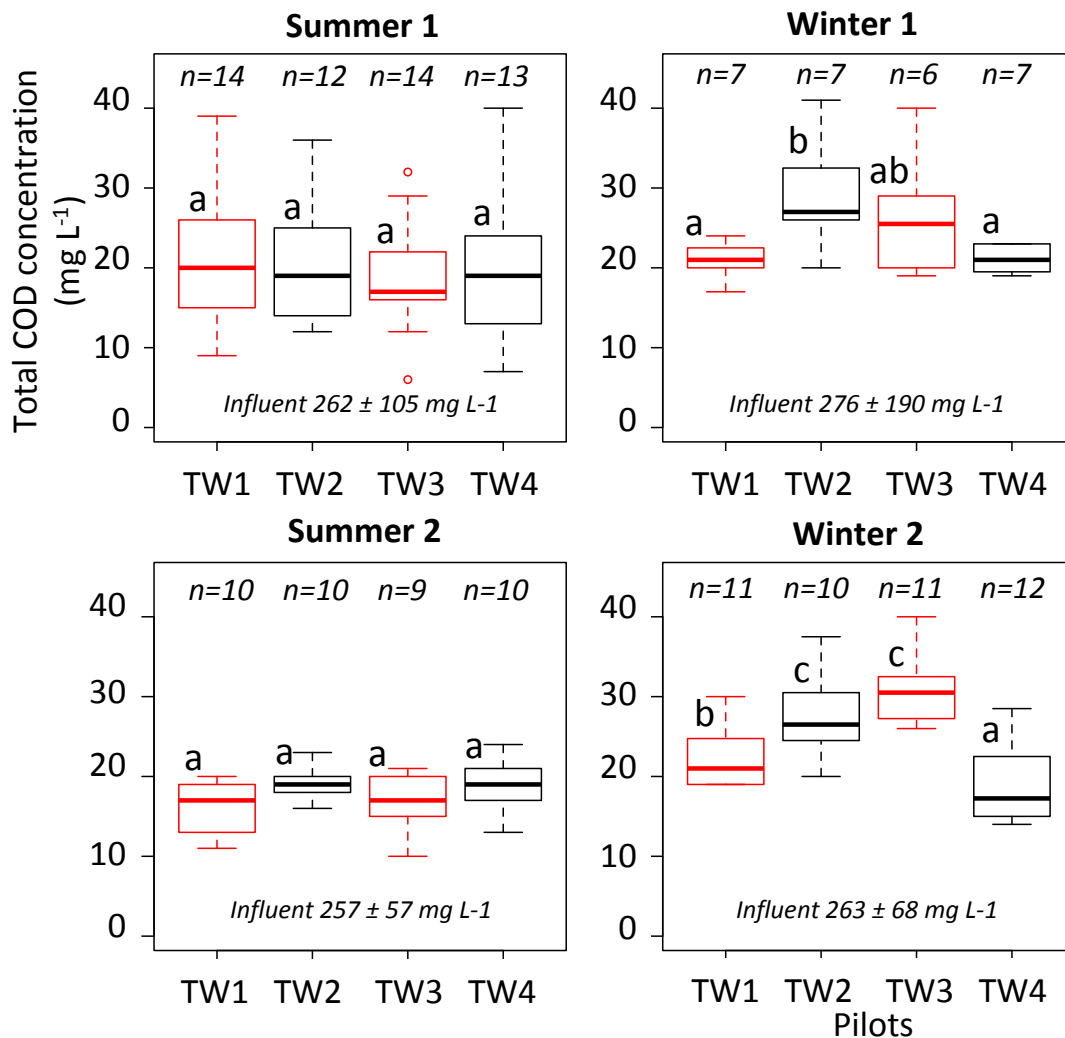 Summer 1
Winter 1
n=14 n=12 n=14 n=13
n=7 n=7 n=6 n=7
Total COD concentration
(mg L-1)
40
30
20
10
0
a a a a
Influent 262 ± 105 mg L-1
TW1 TW2 TW3 TW4
40
30
20
10
0
a b ab a
Influent 276 ± 190 mg L-1
TW1 TW2 TW3 TW4
Summer 2
Winter 2
n=10 n=10 n=9 n=10
n=11 n=10 n=11 n=12
40
30
20
10
0
a a a a
Influent 257 ± 57 mg L-1
TW1 TW2 TW3 TW4
40
30
20
10
0
b c c a
Influent 263 ± 68 mg L-1
TW1 TW2 TW3 TW4
Pilots